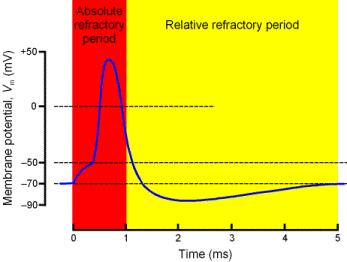 Absolute
refractory
period
Relative refractory period
Membrane potential, Vm (mV)
+50
0
−50
−70
−90
0 1 2 3 4 5
Time (ms)